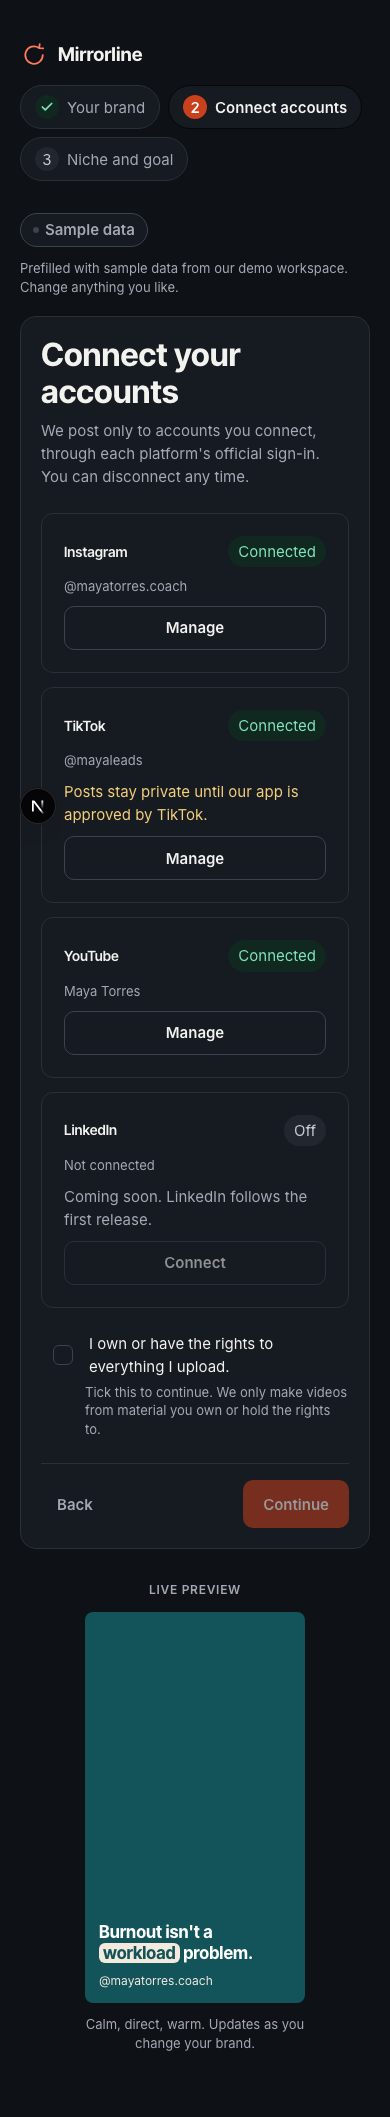 Mirrorline
Your brand
2 Connect accounts
3 Niche and goal
Sample data
Prefilled with sample data from our demo workspace.
Change anything you like.
Connect your
accounts
We post only to accounts you connect,
through each platform's official sign-in.
You can disconnect any time.
Instagram Connected
@mayatorres.coach
Manage
TikTok Connected
@mayaleads
Posts stay private until our app is
approved by TikTok.
N
Manage
YouTube Connected
Maya Torres
Manage
LinkedIn Off
Not connected
Coming soon. LinkedIn follows the
first release.
Connect
I own or have the rights to
everything I upload.
Tick this to continue. We only make videos
from material you own or hold the rights
to.
Back Continue
LIVE PREVIEW
Burnout isn't a
workload problem.
@mayatorres.coach
Calm, direct, warm. Updates as you
change your brand.